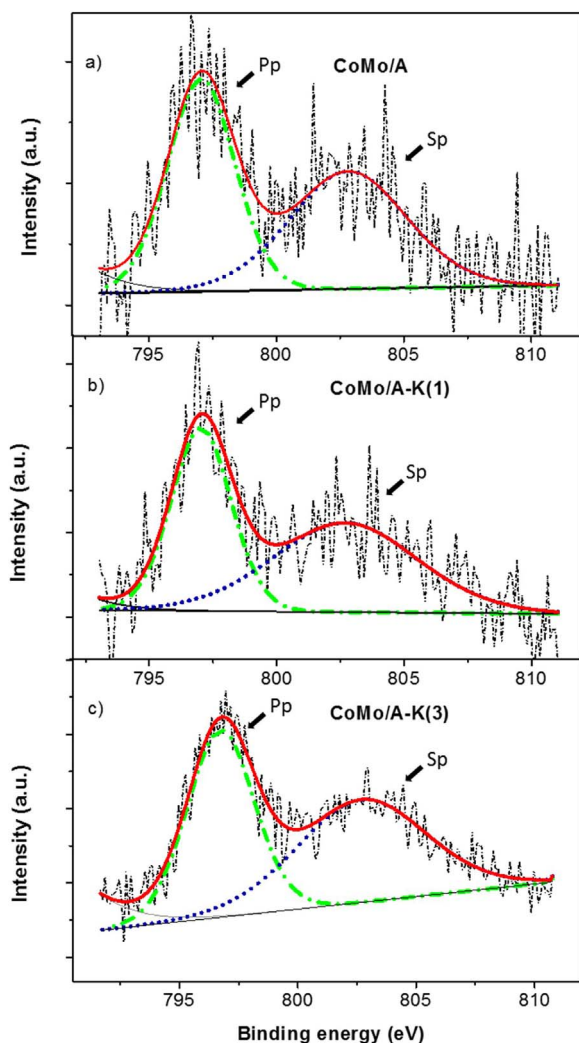 a)
Pp
CoMo/A
Sp
Intensity (a.u.)
795 800 805 810
b)
CoMo/A-K(1)
Pp
Sp
Intensity (a.u.)
795 800 805 810
c)
CoMo/A-K(3)
Pp
Sp
Intensity (a.u.)
795 800 805 810
Binding energy (eV)